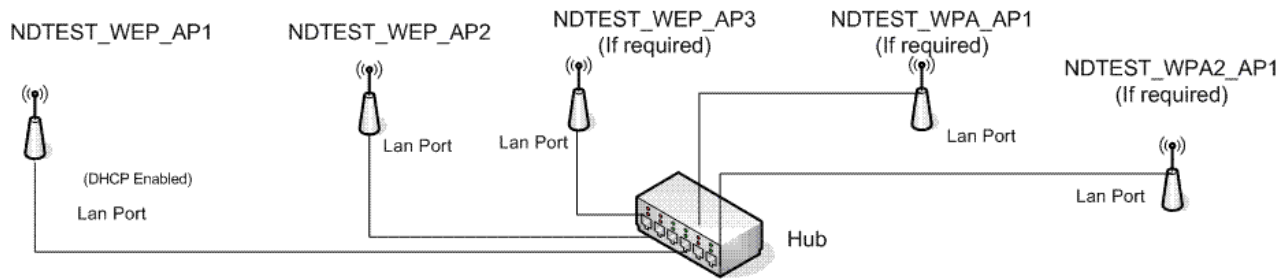 NDTEST_WEP_AP1
NDTEST_WEP_AP2
NDTEST_WEP_AP3
(If required)
NDTEST_WPA_AP1
(If required)
NDTEST_WPA2_AP1
(If required)
(DHCP Enabled)
Lan Port
Lan Port
Lan Port
Lan Port
Lan Port
Hub